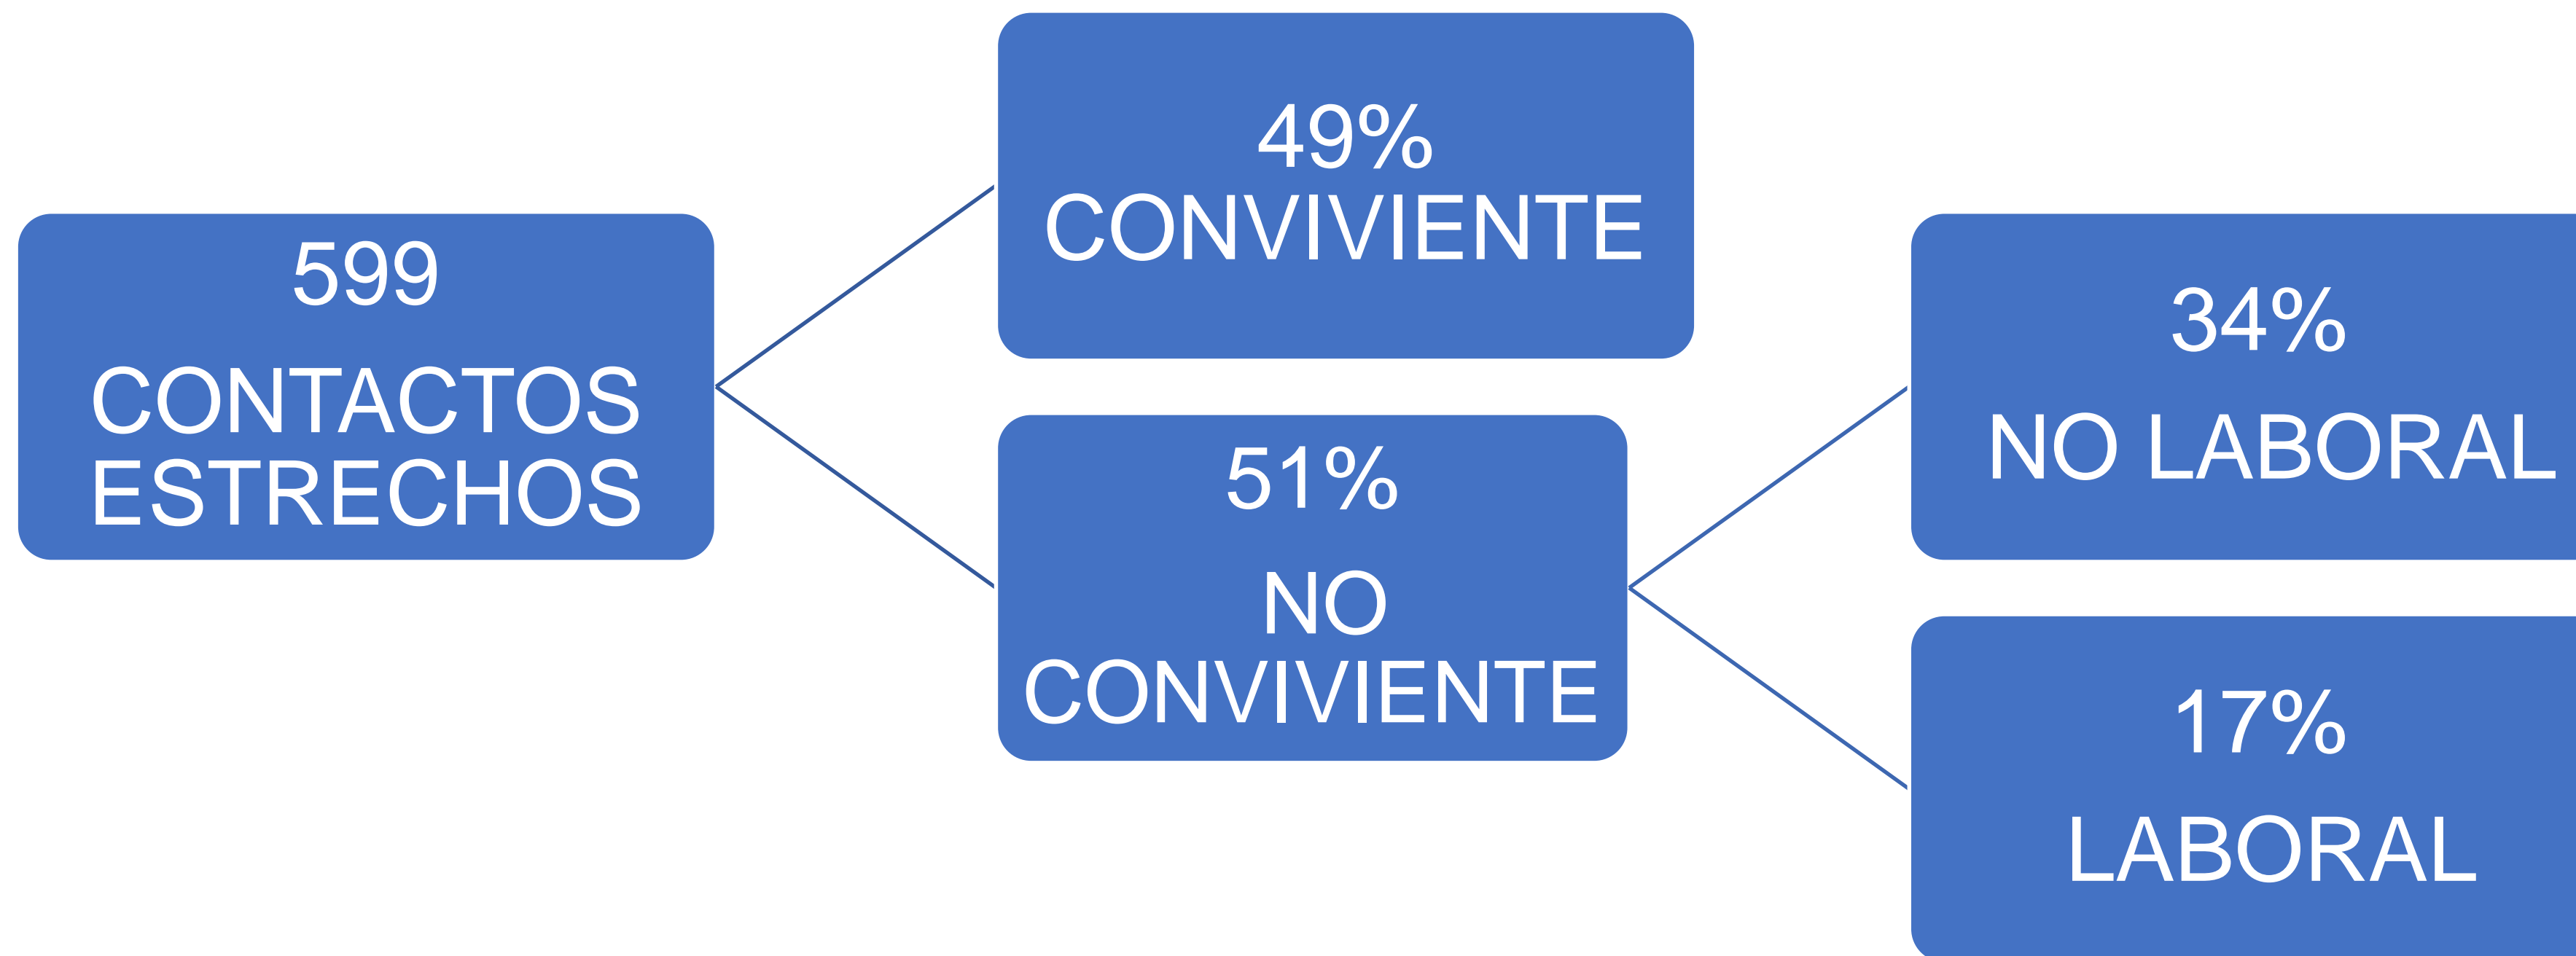 599
CONTACTOS
ESTRECHOS
49%
CONVIVIENTE
51%
NO
CONVIVIENTE
34%
NO LABORAL
17%
LABORAL